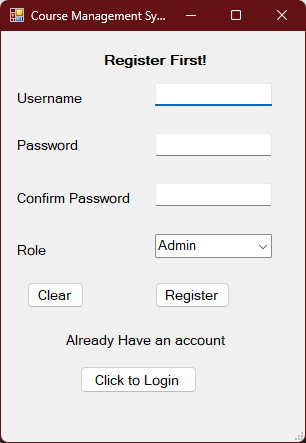 Course Management Sy...
Register First!
Username
Password
Confirm Password
Role Admin
Clear Register
Already Have an account
Click to Login